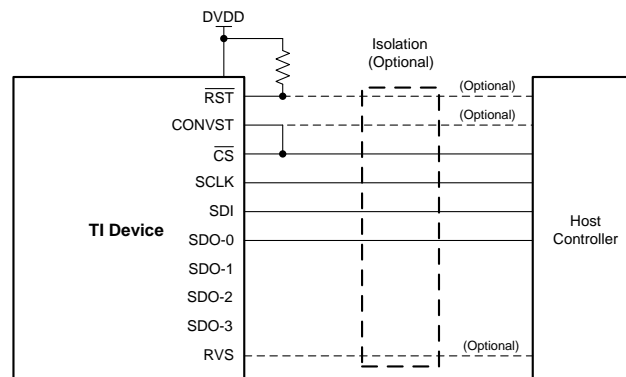 DVDD
Isolation
(Optional)
RST
(Optional)
CONVST
(Optional)
CS
SCLK
SDI
TI Device
SDO-0
SDO-1
SDO-2
SDO-3
RVS
(Optional)
Host
Controller